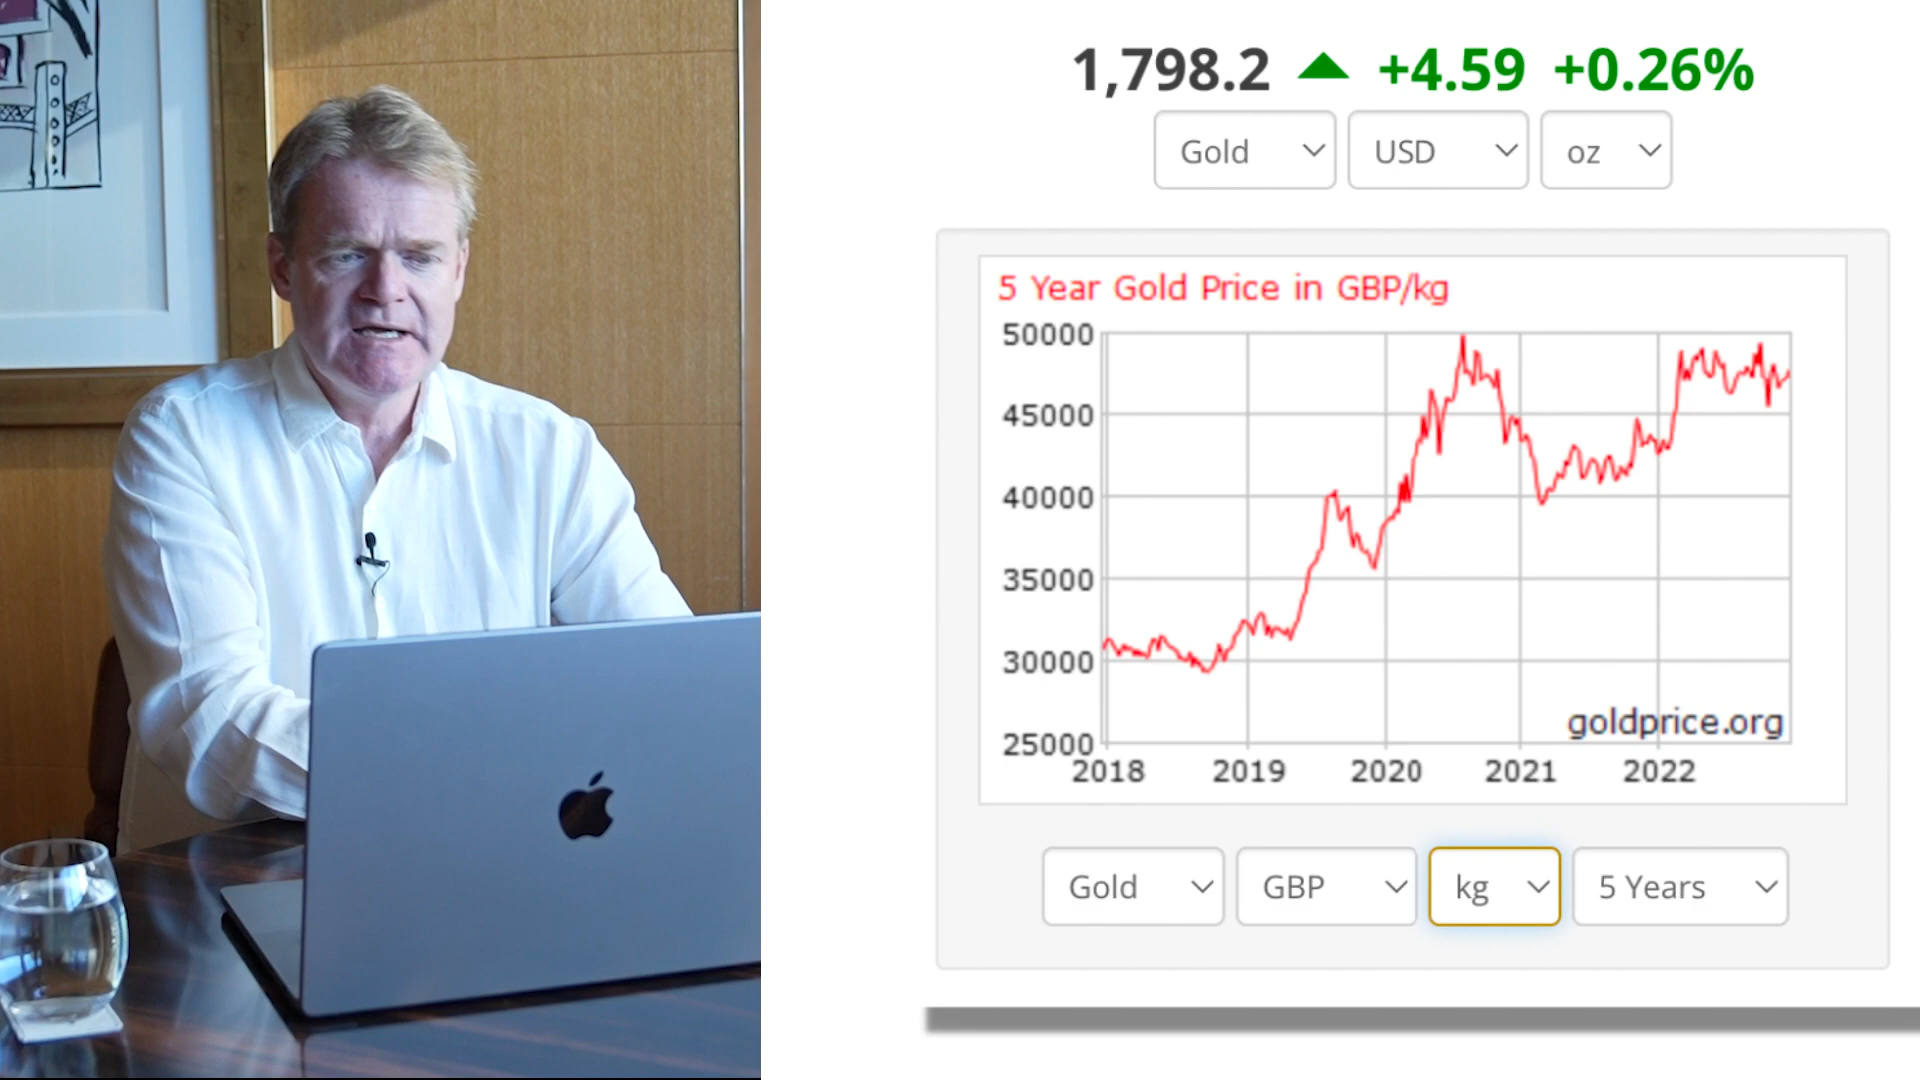 1,798.2 +4.59 +0.26%
Gold USD oz
5 Year Gold Price in GBP/kg
50000
45000
40000
35000
30000
25000
goldprice.org
2018 2019 2020 2021 2022
Gold GBP kg 5 Years